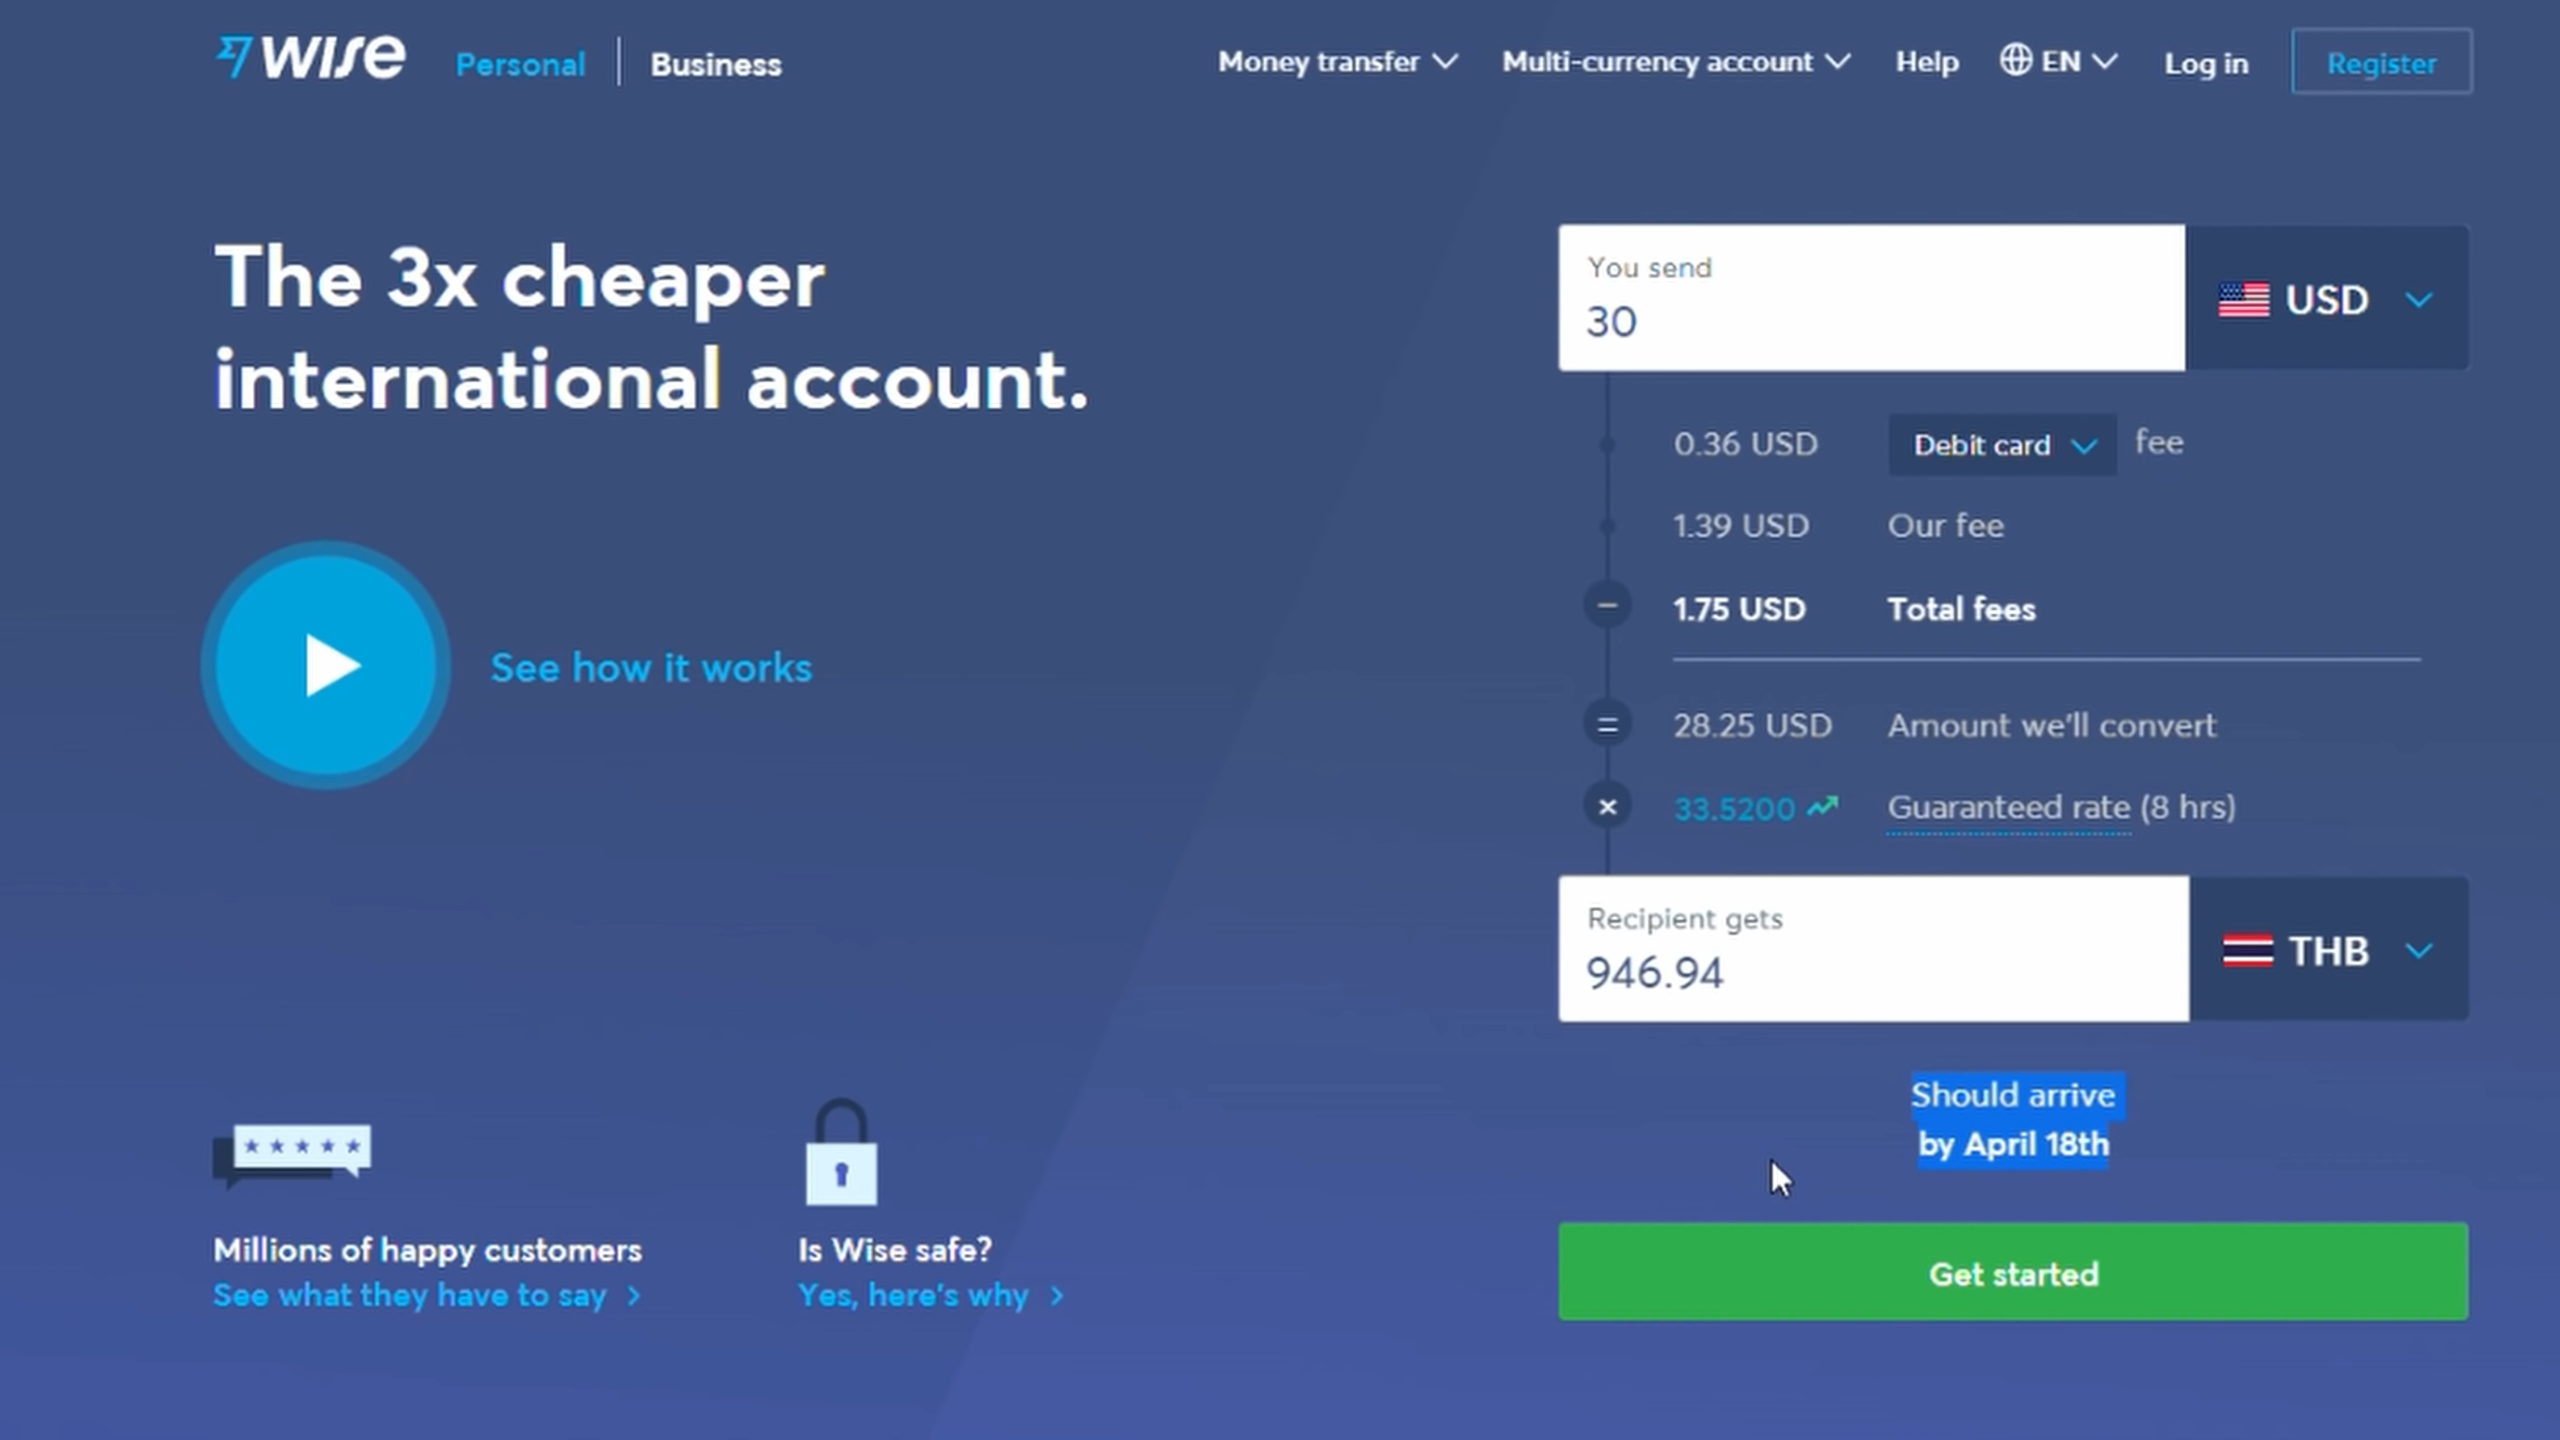 wise
Personal
Business
Money transfer
Multi-currency account
Help
EN
Log in
Register
The 3x cheaper
international account.
See how it works
Millions of happy customers
See what they have to say >
Is Wise safe?
Yes, here's why >
You send
30
USD
0.36 USD Debit card fee
1.39 USD Our fee
1.75 USD Total fees
28.25 USD Amount we'll convert
33.5200 Guaranteed rate (8 hrs)
Recipient gets
946.94
THB
Should arrive
by April 18th
Get started